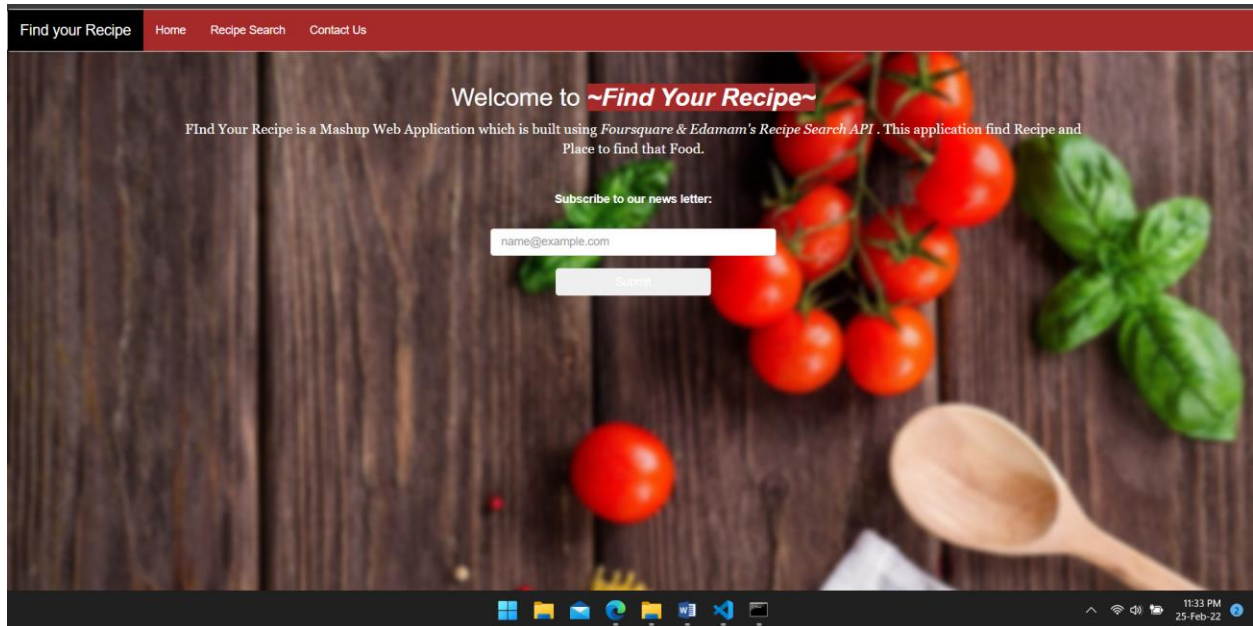 Find your Recipe Home Recipe Search Contact Us
Welcome to ~Find Your Recipe~
FInd Your Recipe is a Mashup Web Application which is built using Foursquare & Edamam's Recipe Search API . This application find Recipe and
Place to find that Food.
Subscribe to our news letter:
name@example.com
Submit
11:33 PM
25-Feb-22
2